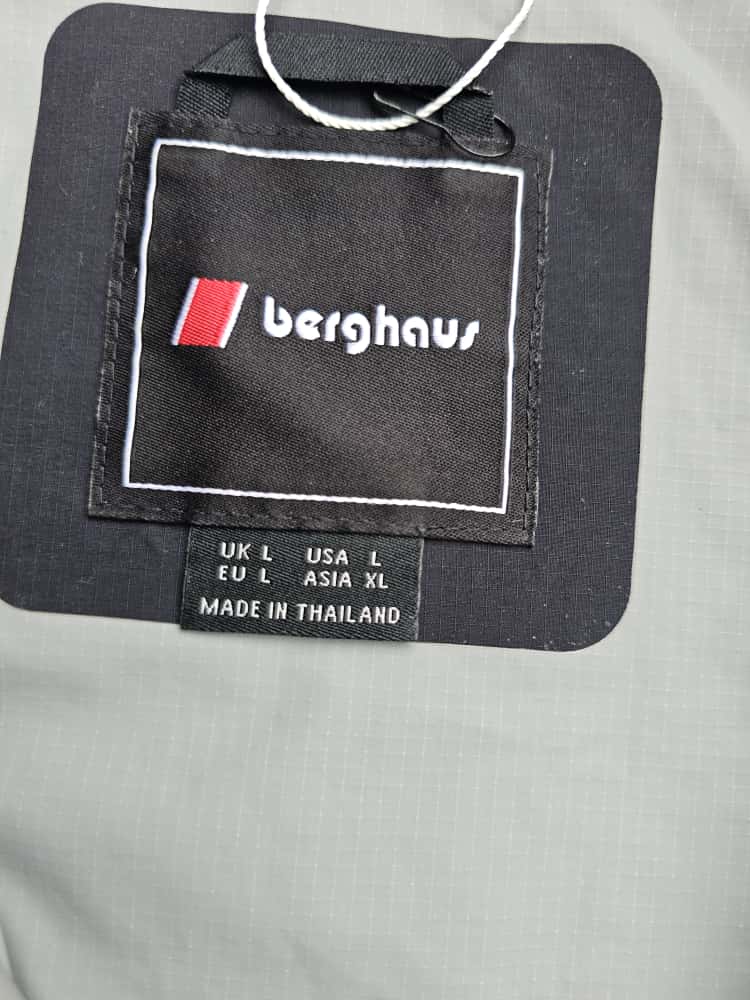 berghaus
UK L USA L
EU L ASIA XL
MADE IN THAILAND